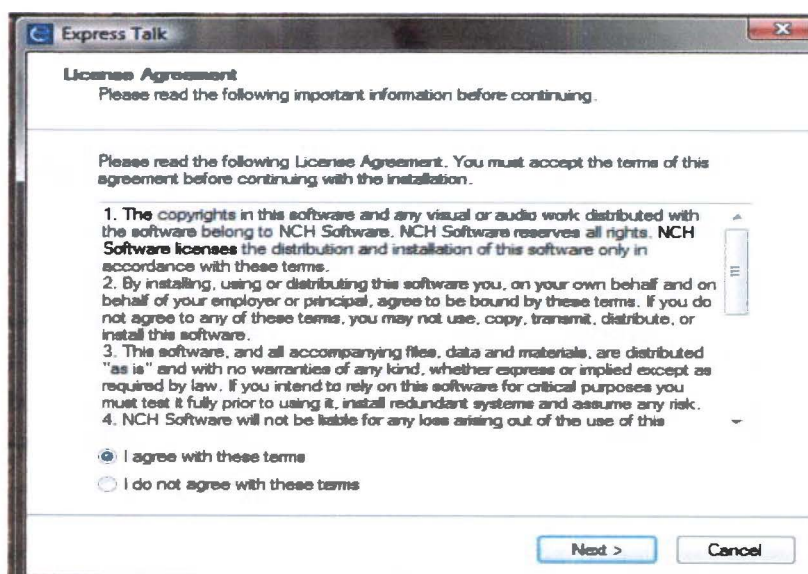 Express Talk
License Agreement
Please read the following important information before continuing.
Please read the following License Agreement. You must accept the terms of this
agreement before continuing with the installation.
1. The copyrights in this software and any visual or audio work distributed with
the software belong to NCH Software. NCH Software reserves all rights. NCH
Software licenses the distribution and installation of this software only in
accordance with these terms.
2. By installing, using or distributing this software you, on your own behalf and on
behalf of your employer or principal, agree to be bound by these terms. If you do
not agree to any of these terms, you may not use, copy, transmit, distribute, or
install this software.
3. This software, and all accompanying files, data and materials, are distributed
"as is" and with no warranties of any kind, whether express or implied except as
required by law. If you intend to rely on this software for critical purposes you
must test it fully prior to using it, install redundant systems and assume any risk.
4. NCH Software will not be liable for any loss arising out of the use of this
I agree with these terms
I do not agree with these terms
Next >
Cancel